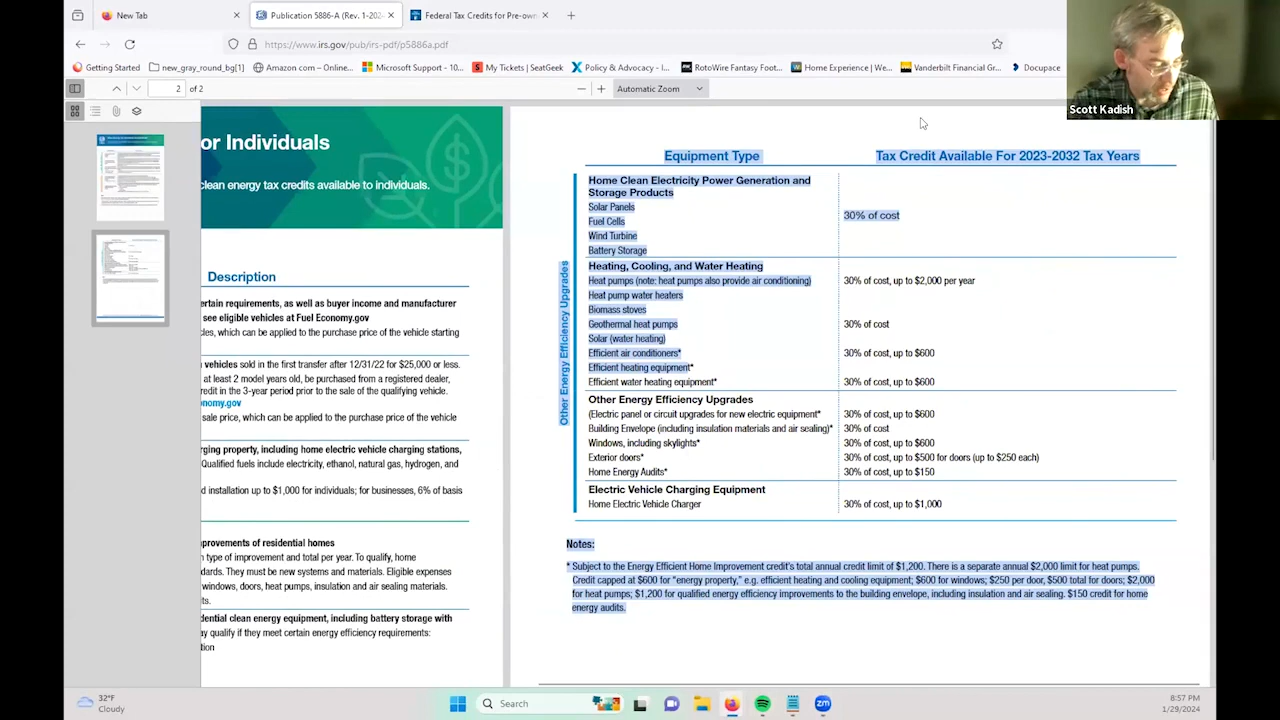 New Tab
Publication 5886-A (Rev. 1-202
Federal Tax Credits for Pre-own
https://www.irs.gov/pub/irs-pdf/p5886a.pdf
Getting Started
new_gray_round_bg[1]
Amazon.com – Online...
Microsoft Support - 10...
My Tickets | SeatGeek
Policy & Advocacy - I...
RotoWire Fantasy Foot...
Home Experience | We...
Vanderbilt Financial Gr...
Docupace
2
of 2
Automatic Zoom
Scott Kadish
or Individuals
clean energy tax credits available to individuals.
Description
ertain requirements, as well as buyer income and manufacturer
see eligible vehicles at Fuel Economy.gov
cles, which can be applied to the purchase price of the vehicle starting
vehicles sold in the first transfer after 12/31/22 for $25,000 or less.
at least 2 model years old, be purchased from a registered dealer,
redit in the 3-year period prior to the sale of the qualifying vehicle.
onomy.gov
sale price, which can be applied to the purchase price of the vehicle
rging property, including home electric vehicle charging stations,
Qualified fuels include electricity, ethanol, natural gas, hydrogen, and
d installation up to $1,000 for individuals; for businesses, 6% of basis
provements of residential homes
n type of improvement and total per year. To qualify, home
dards. They must be new systems and materials. Eligible expenses
windows, doors, heat pumps, insulation and air sealing materials.
ts.
dential clean energy equipment, including battery storage with
ay qualify if they meet certain energy efficiency requirements:
tion
Equipment Type
Tax Credit Available For 2023-2032 Tax Years
Other Energy Efficiency Upgrades
Home Clean Electricity Power Generation and
Storage Products
Solar Panels
Fuel Cells
Wind Turbine
Battery Storage
30% of cost
Heating, Cooling, and Water Heating
Heat pumps (note: heat pumps also provide air conditioning)
30% of cost, up to $2,000 per year
Heat pump water heaters
Biomass stoves
Geothermal heat pumps
30% of cost
Solar (water heating)
Efficient air conditioners*
30% of cost, up to $600
Efficient heating equipment*
Efficient water heating equipment*
30% of cost, up to $600
Other Energy Efficiency Upgrades
(Electric panel or circuit upgrades for new electric equipment*
30% of cost, up to $600
Building Envelope (including insulation materials and air sealing)*
30% of cost
Windows, including skylights*
30% of cost, up to $600
Exterior doors*
30% of cost, up to $500 for doors (up to $250 each)
Home Energy Audits*
30% of cost, up to $150
Electric Vehicle Charging Equipment
Home Electric Vehicle Charger
30% of cost, up to $1,000
Notes:
* Subject to the Energy Efficient Home Improvement credit's total annual credit limit of $1,200. There is a separate annual $2,000 limit for heat pumps.
Credit capped at $600 for “energy property,” e.g. efficient heating and cooling equipment; $600 for windows; $250 per door, $500 total for doors; $2,000
for heat pumps; $1,200 for qualified energy efficiency improvements to the building envelope, including insulation and air sealing. $150 credit for home
energy audits.
32°F
Cloudy
Search
8:57 PM
1/29/2024